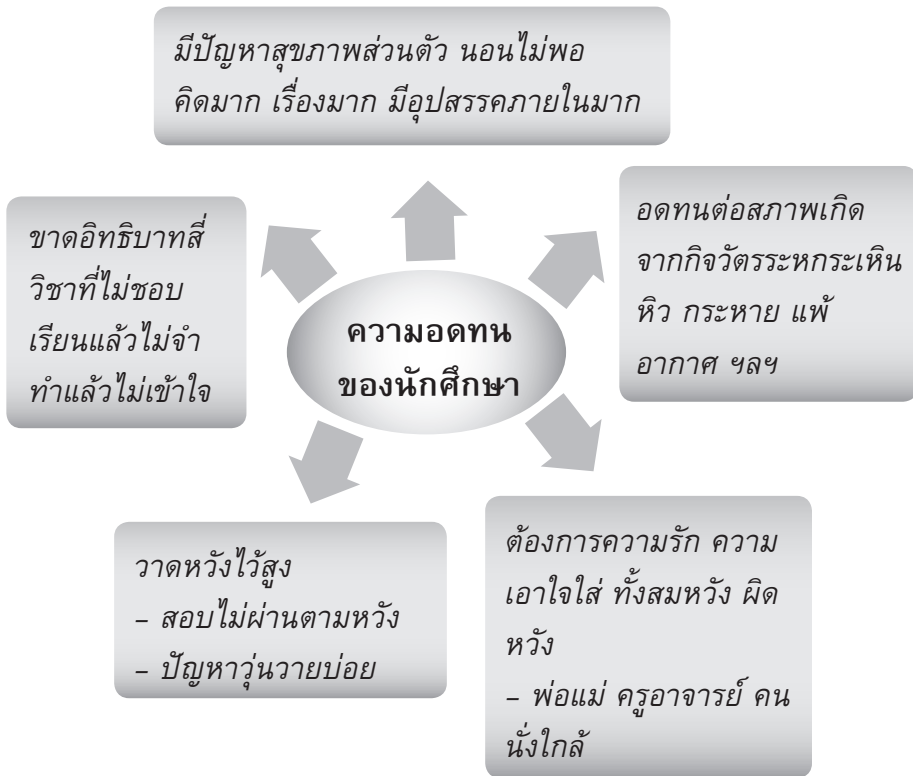 มีปัญหาสุขภาพส่วนตัว นอนไม่พอ
คิดมาก เรื่องมาก มีอุปสรรคภายในมาก
ขาดอิทธิบาทสี่
วิชาที่ไม่ชอบ
เรียนแล้วไม่จำ
ทำแล้วไม่เข้าใจ
ความอดทน
ของนักศึกษา
อดทนต่อสภาพเกิด
จากกิจวัตรระหกระเหิน
หิว กระหาย แพ้
อากาศ ฯลฯ
วาดหวังไว้สูง
– สอบไม่ผ่านตามหวัง
– ปัญหาวุ่นวายบ่อย
ต้องการความรัก ความ
เอาใจใส่ ทั้งสมหวัง ผิด
หวัง
– พ่อแม่ ครูอาจารย์ คน
นั่งใกล้